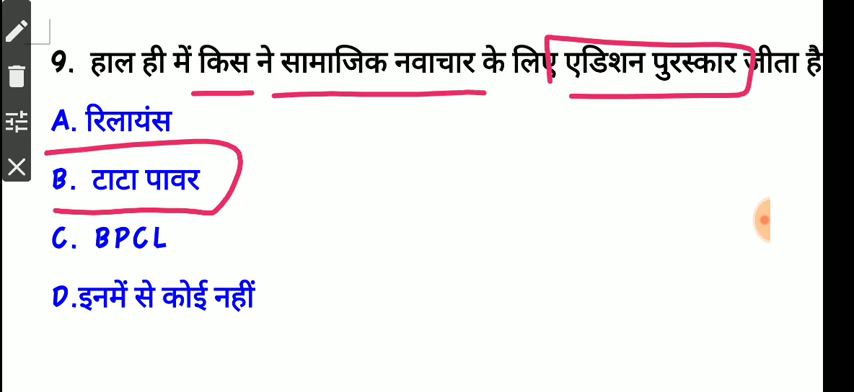 9. हाल ही में किस ने सामाजिक नवाचार के लिए एडिशन पुरस्कार जीता है
A. रिलायंस
B. टाटा पावर
C. BPCL
D.इनमें से कोई नहीं